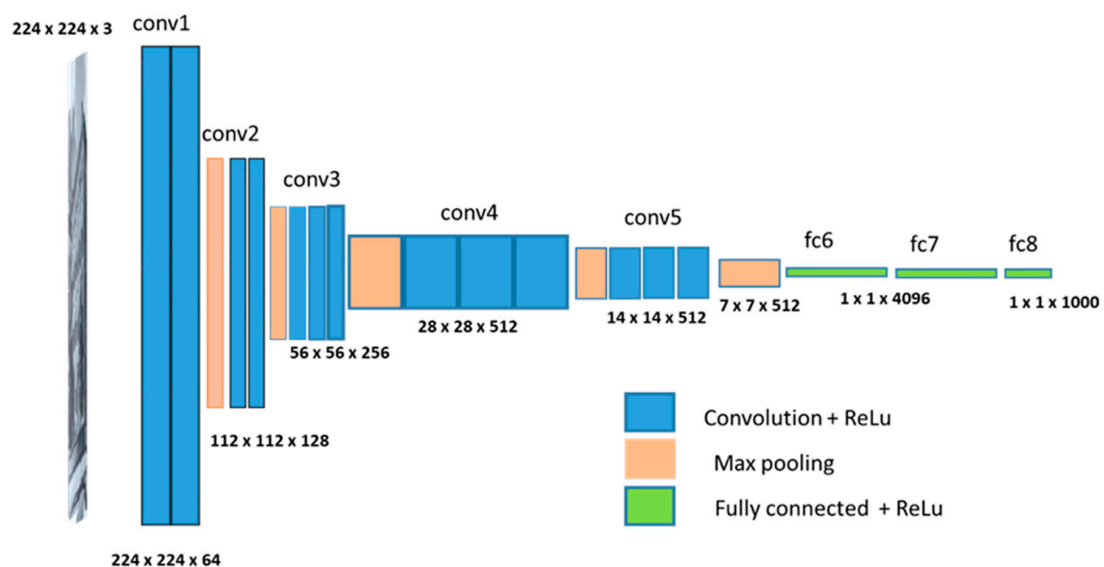 224 x 224 x 3
conv1
conv2
conv3
conv4
conv5
fc6
fc7
fc8
224 x 224 x 64
112 x 112 x 128
56 x 56 x 256
28 x 28 x 512
14 x 14 x 512
7 x 7 x 512
1 x 1 x 4096
1 x 1 x 1000
Convolution + ReLu
Max pooling
Fully connected + ReLu